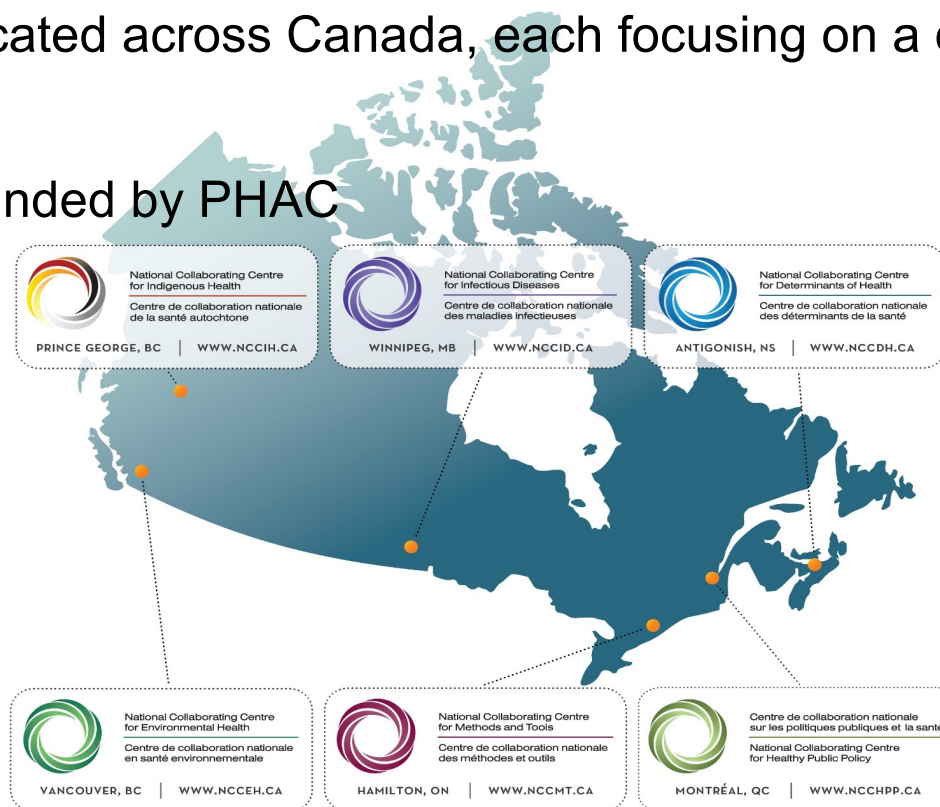 cated across Canada, each focusing on a
nded by PHAC
National Collaborating Centre
for Indigenous Health
Centre de collaboration nationale
de la santé autochtone
PRINCE GEORGE, BC | WWW.NCCIH.CA
National Collaborating Centre
for Infectious Diseases
Centre de collaboration nationale
des maladies infectieuses
WINNIPEG, MB | WWW.NCCID.CA
National Collaborating Centre
for Determinants of Health
Centre de collaboration nationale
des déterminants de la santé
ANTIGONISH, NS | WWW.NCCDH.CA
National Collaborating Centre
for Environmental Health
Centre de collaboration nationale
en santé environnementale
VANCOUVER, BC | WWW.NCCEH.CA
National Collaborating Centre
for Methods and Tools
Centre de collaboration nationale
des méthodes et outils
HAMILTON, ON | WWW.NCCMT.CA
Centre de collaboration nationale
sur les politiques publiques et la santé
National Collaborating Centre
for Healthy Public Policy
MONTRÉAL, QC | WWW.NCCHPP.CA